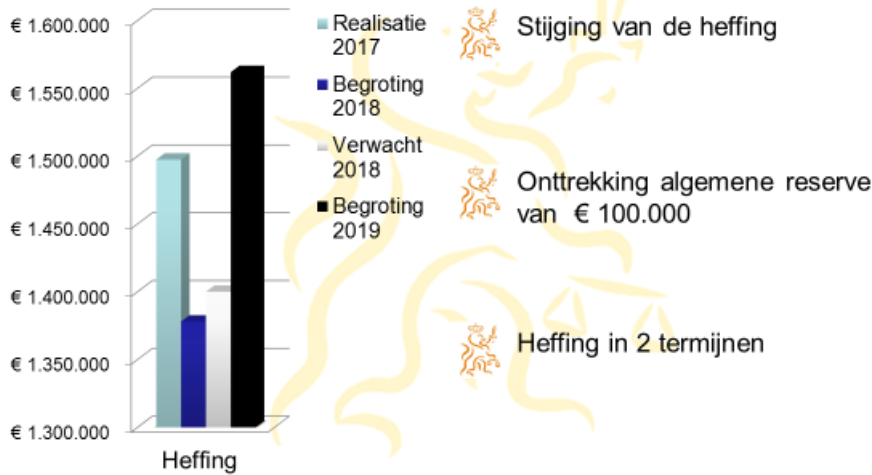 € 1.600.000
€ 1.550.000
€ 1.500.000
€ 1.450.000
€ 1.400.000
€ 1.350.000
€ 1.300.000
Heffing
Realisatie
2017
Begroting
2018
Verwacht
2018
Begroting
2019
Stijging van de heffing
Onttrekking algemene reserve
van € 100.000
Heffing in 2 termijnen